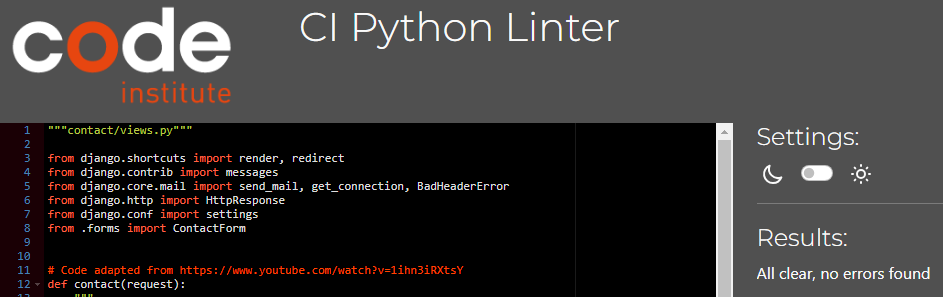 code
institute
CI Python Linter
1 """contact/views.py"""
2
3 from django.shortcuts import render, redirect
4 from django.contrib import messages
5 from django.core.mail import send_mail, get_connection, BadHeaderError
6 from django.http import HttpResponse
7 from django.conf import settings
8 from .forms import ContactForm
9
10
11 # Code adapted from https://www.youtube.com/watch?v=1ihn3iRXtsY
12 def contact(request):
13 """
Settings:
Results:
All clear, no errors found